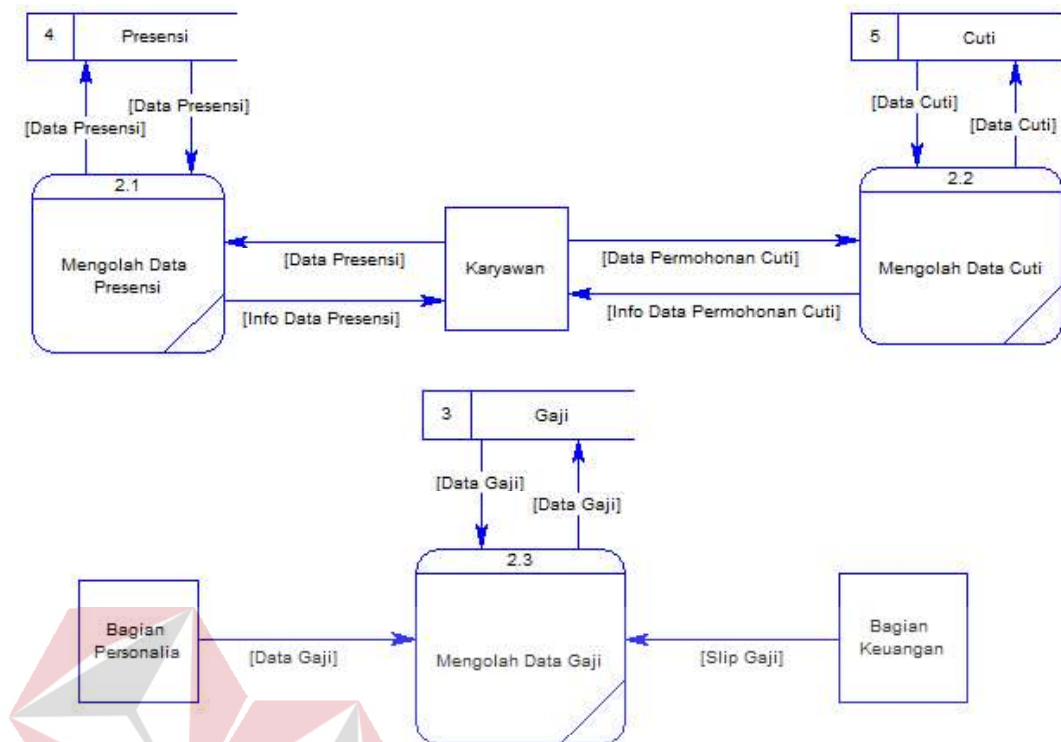 4
Presensi
5
Cuti
[Data Presensi]
[Data Presensi]
[Data Cuti]
[Data Cuti]
2.1
Mengolah Data
Presensi
[Data Presensi]
[Info Data Presensi]
Karyawan
[Data Permohonan Cuti]
[Info Data Permohonan Cuti]
2.2
Mengolah Data Cuti
3
Gaji
[Data Gaji]
[Data Gaji]
Bagian
Personalia
[Data Gaji]
2.3
Mengolah Data Gaji
[Slip Gaji]
Bagian
Keuangan